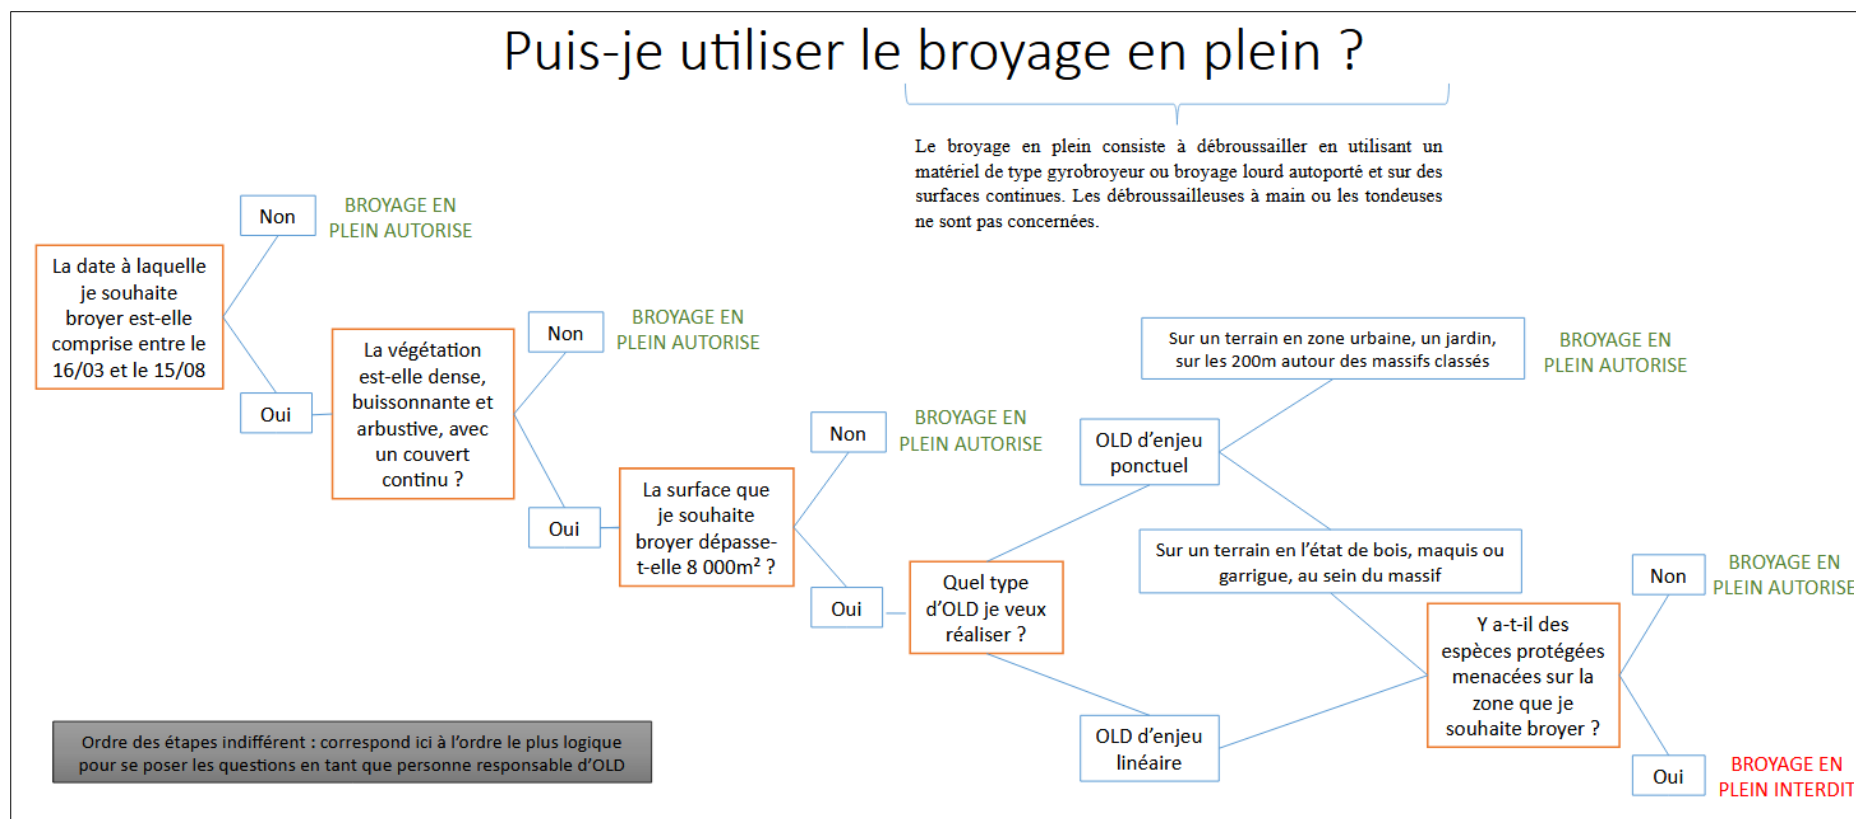 Puis-je utiliser le broyage en plein ?
Le broyage en plein consiste à débroussailler en utilisant un
matériel de type gyrobroyeur ou broyage lourd autoporté et sur des
surfaces continues. Les débroussailleuses à main ou les tondeuses
ne sont pas concernées.
La date à laquelle
je souhaite
broyer est-elle
comprise entre le
16/03 et le 15/08
Non
BROYAGE EN
PLEIN AUTORISE
Oui
La végétation
est-elle dense,
buissonnante et
arbustive, avec
un couvert
continu ?
Non
BROYAGE EN
PLEIN AUTORISE
Oui
La surface que
je souhaite
broyer dépasse-
t-elle 8 000m² ?
Non
BROYAGE EN
PLEIN AUTORISE
Oui
Quel type
d’OLD je veux
réaliser ?
OLD d’enjeu
ponctuel
Sur un terrain en zone urbaine, un jardin,
sur les 200m autour des massifs classés
BROYAGE EN
PLEIN AUTORISE
Sur un terrain en l’état de bois, maquis ou
garrigue, au sein du massif
OLD d’enjeu
linéaire
Y a-t-il des
espèces protégées
menacées sur la
zone que je
souhaite broyer ?
Non
BROYAGE EN
PLEIN AUTORISE
Oui
BROYAGE EN
PLEIN INTERDIT
Ordre des étapes indifférent : correspond ici à l’ordre le plus logique
pour se poser les questions en tant que personne responsable d’OLD